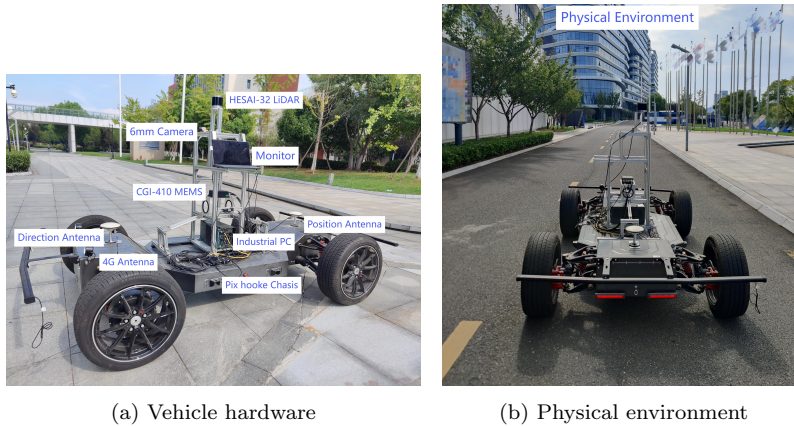 Physical Environment
HESAI-32 LiDAR
6mm Camera
Monitor
CGI-410 MEMS
Position Antenna
Direction Antenna
Industrial PC
4G Antenna
Pix hooke Chasis
(a) Vehicle hardware
(b) Physical environment